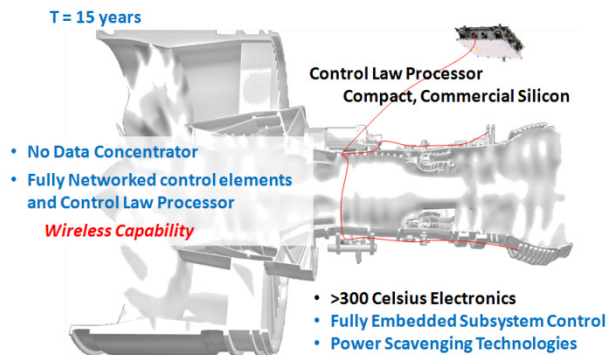 T = 15 years
Control Law Processor
Compact, Commercial Silicon
• No Data Concentrator
• Fully Networked control elements
and Control Law Processor
Wireless Capability
• >300 Celsius Electronics
• Fully Embedded Subsystem Control
• Power Scavenging Technologies